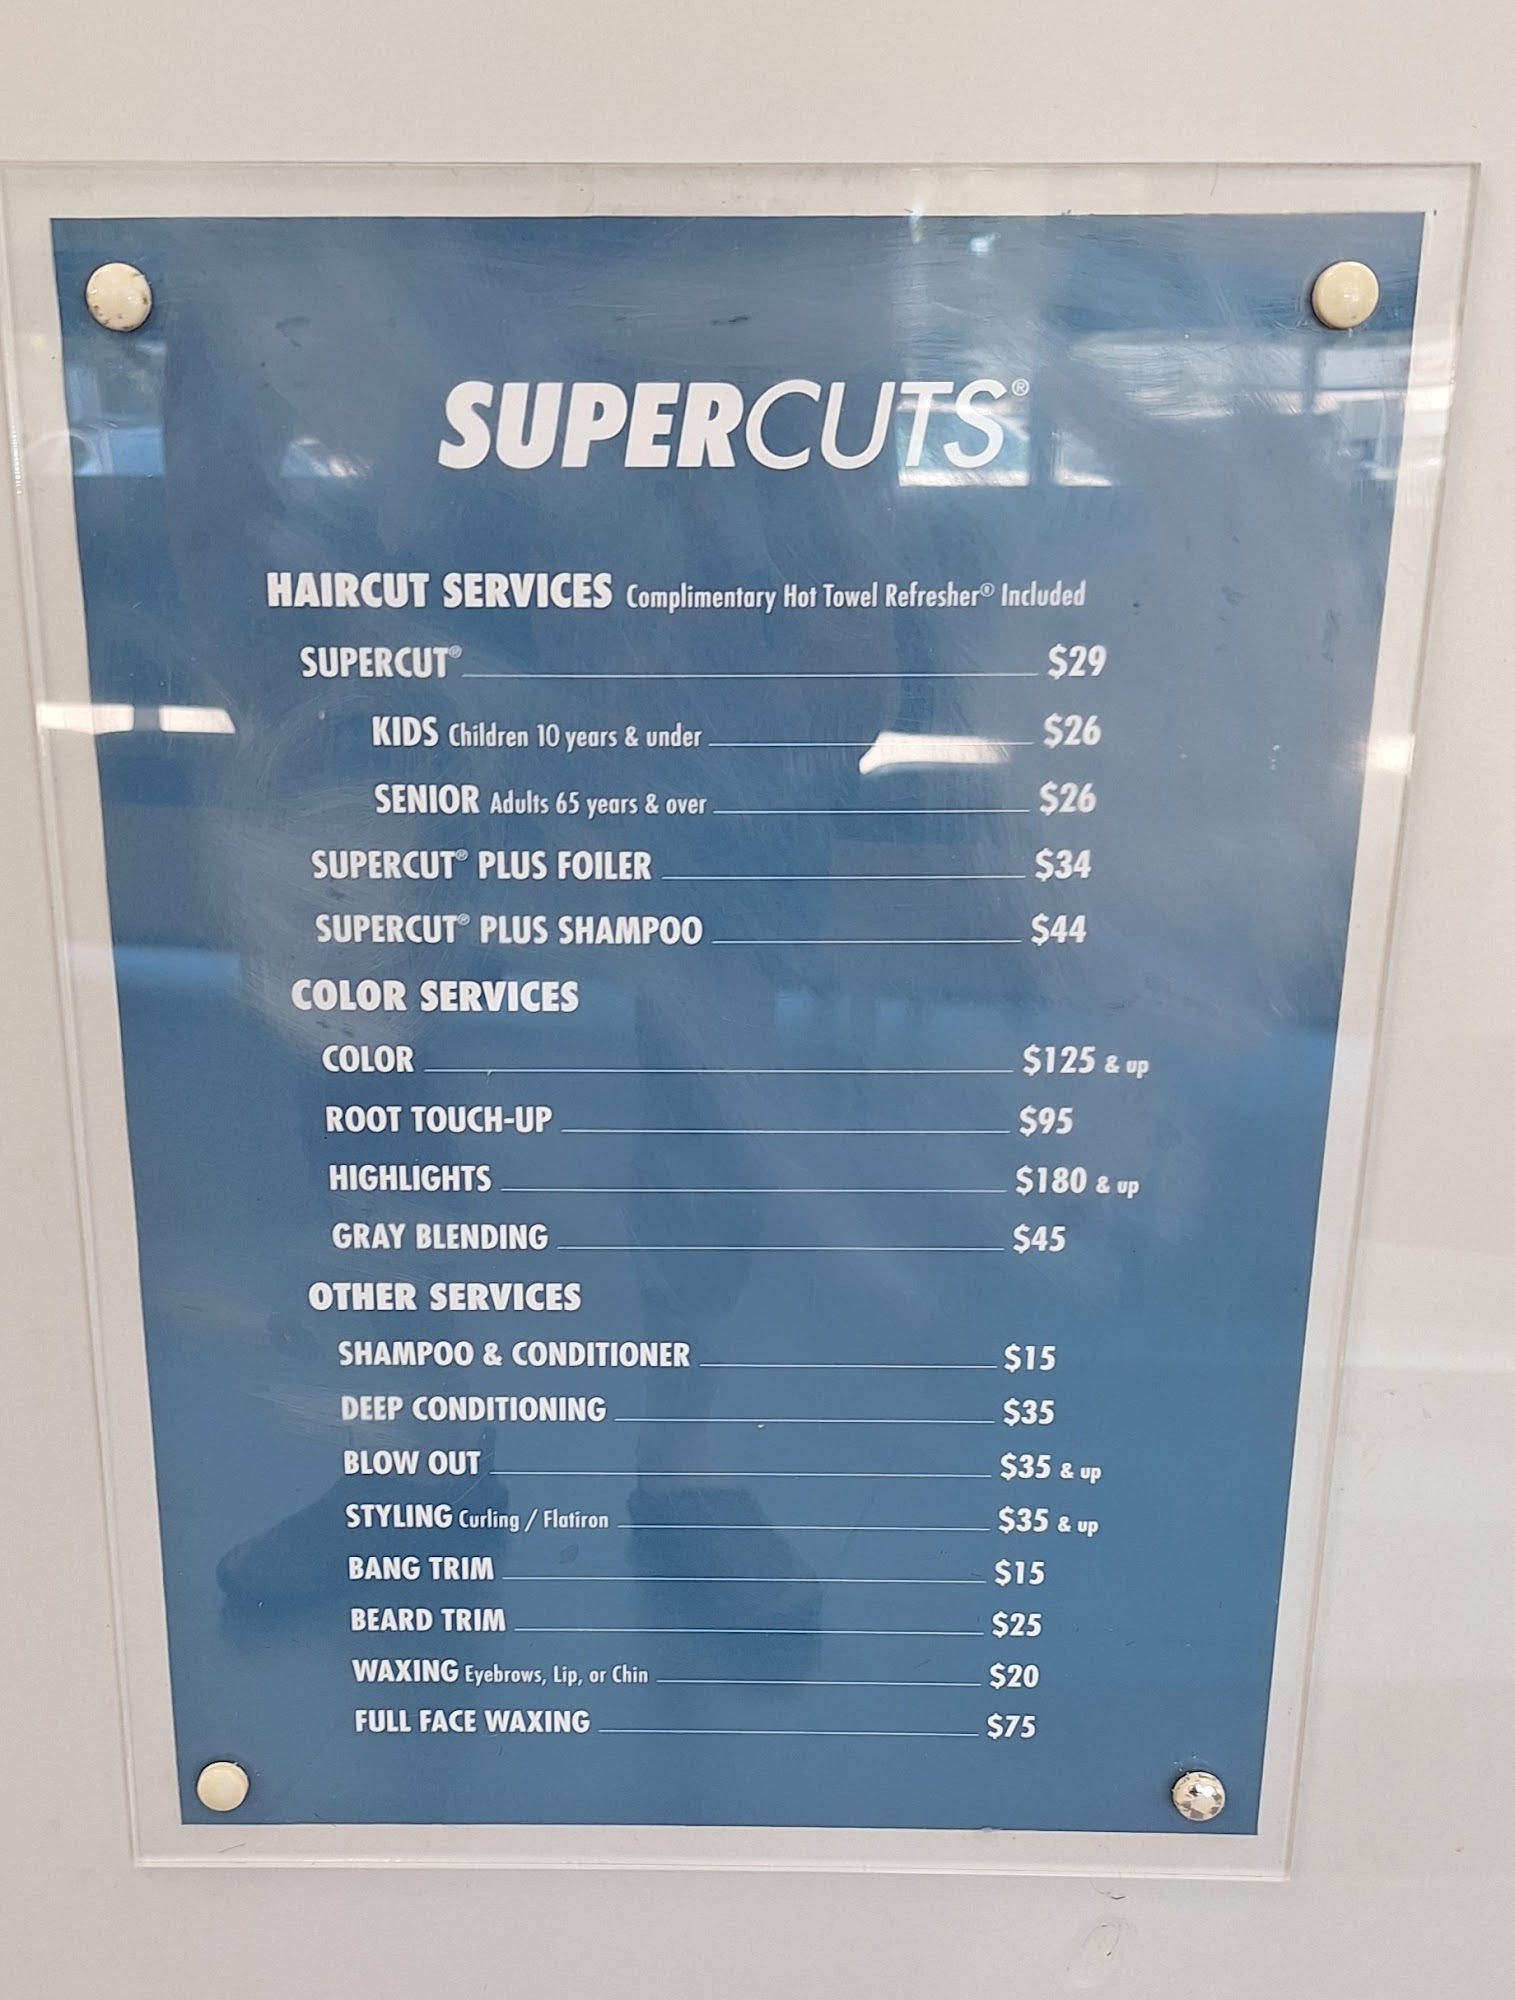 SUPERCUTS®
HAIRCUT SERVICES Complimentary Hot Towel Refresher® Included
SUPERCUT® $29
KIDS Children 10 years & under $26
SENIOR Adults 65 years & over $26
SUPERCUT® PLUS FOILER $34
SUPERCUT® PLUS SHAMPOO $44
COLOR SERVICES
COLOR $125 & up
ROOT TOUCH-UP $95
HIGHLIGHTS $180 & up
GRAY BLENDING $45
OTHER SERVICES
SHAMPOO & CONDITIONER $15
DEEP CONDITIONING $35
BLOW OUT $35 & up
STYLING Curling / Flatiron $35 & up
BANG TRIM $15
BEARD TRIM $25
WAXING Eyebrows, Lip, or Chin $20
FULL FACE WAXING $75